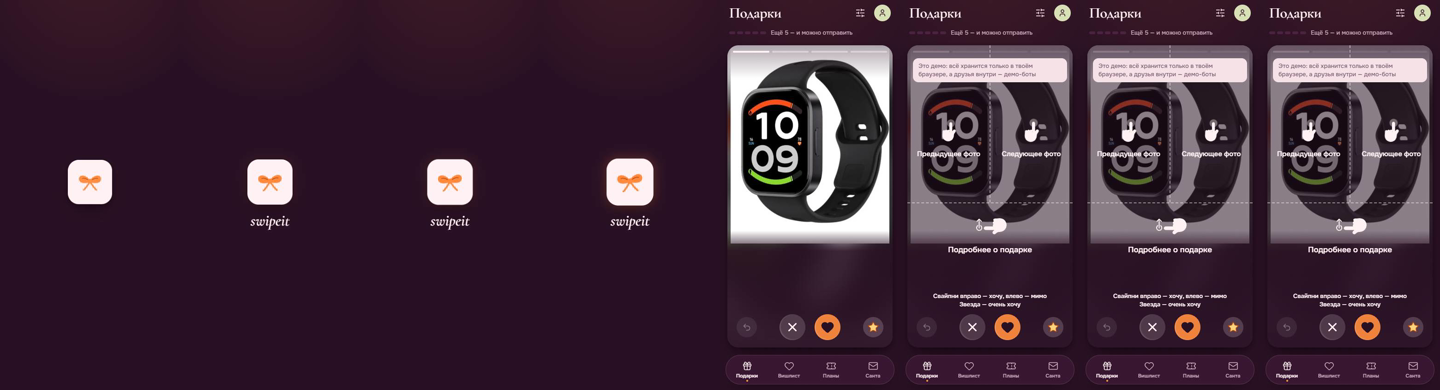 swipeit
swipeit
swipeit
Подарки
Ещё 5 — и можно отправить
10
09
Подарки
Вишлист
Планы
Санта
Подарки
Ещё 5 — и можно отправить
Это демо: всё хранится только в твоём
браузере, а друзья внутри — демо-боты
10
09
Предыдущее фото
Следующее фото
Подробнее о подарке
Свайпни вправо — хочу, влево — мимо
Звезда — очень хочу
Подарки
Вишлист
Планы
Санта
Подарки
Ещё 5 — и можно отправить
Это демо: всё хранится только в твоём
браузере, а друзья внутри — демо-боты
10
09
Предыдущее фото
Следующее фото
Подробнее о подарке
Свайпни вправо — хочу, влево — мимо
Звезда — очень хочу
Подарки
Вишлист
Планы
Санта
Подарки
Ещё 5 — и можно отправить
Это демо: всё хранится только в твоём
браузере, а друзья внутри — демо-боты
10
09
Предыдущее фото
Следующее фото
Подробнее о подарке
Свайпни вправо — хочу, влево — мимо
Звезда — очень хочу
Подарки
Вишлист
Планы
Санта